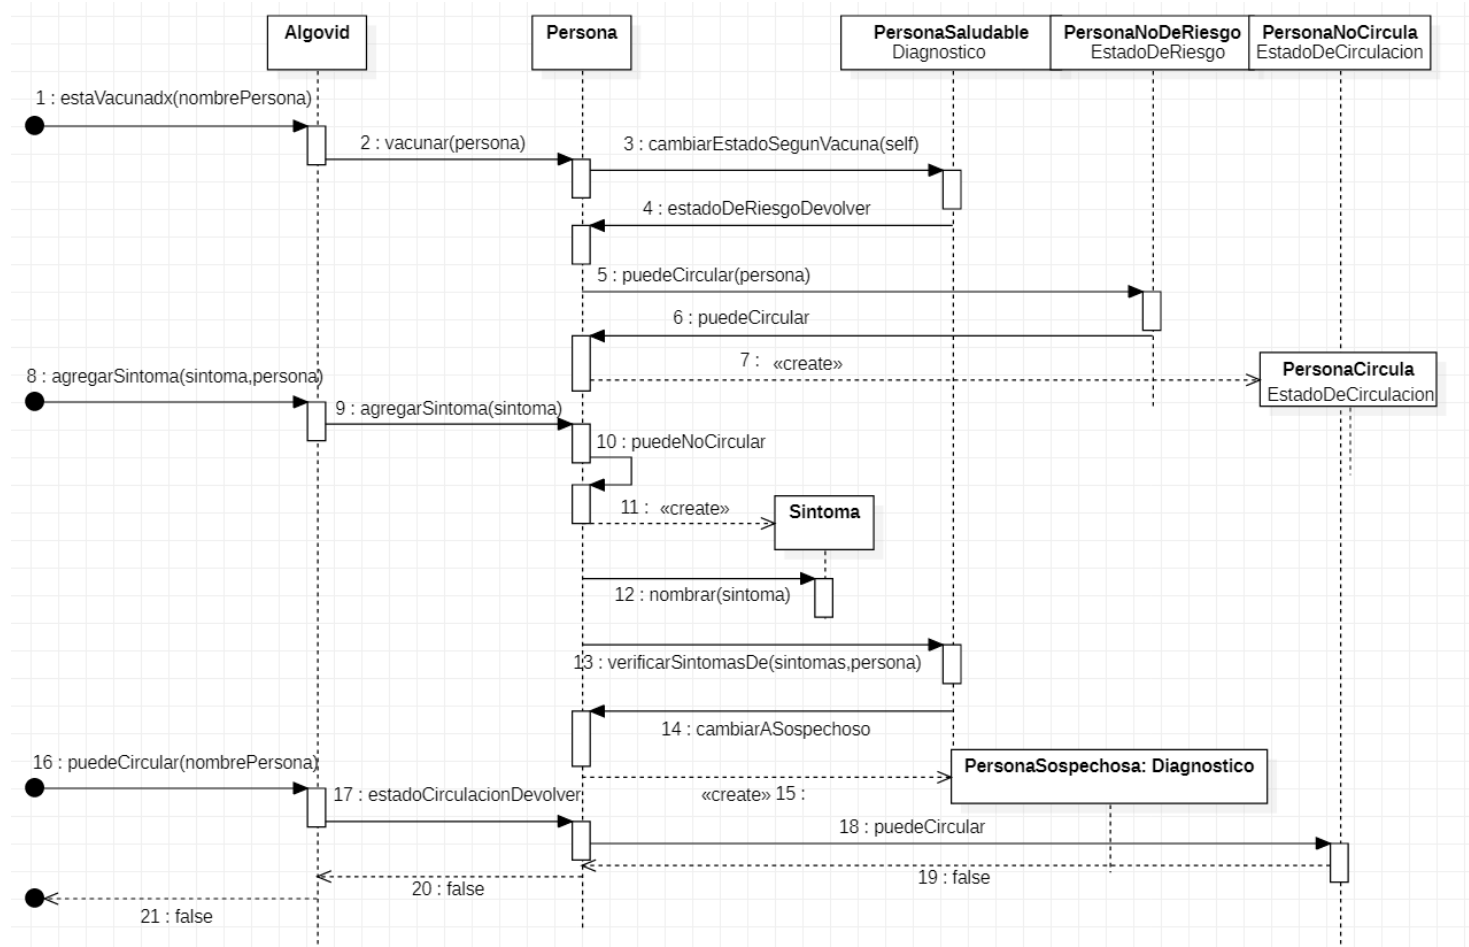 Algovid
Persona
PersonaSaludable
Diagnostico
PersonaNoDeRiesgo
EstadoDeRiesgo
PersonaNoCircula
EstadoDeCirculacion
1 : estaVacunadx(nombrePersona)
2 : vacunar(persona)
3 : cambiarEstadoSegunVacuna(self)
4 : estadoDeRiesgoDevolver
5 : puedeCircular(persona)
6 : puedeCircular
7 : «create»
PersonaCircula
EstadoDeCirculacion
8 : agregarSintoma(sintoma,persona)
9 : agregarSintoma(sintoma)
10 : puedeNoCircular
11 : «create»
Sintoma
12 : nombrar(sintoma)
13 : verificarSintomasDe(sintomas,persona)
14 : cambiarASospechoso
PersonaSospechosa: Diagnostico
«create» 15 :
16 : puedeCircular(nombrePersona)
17 : estadoCirculacionDevolver
18 : puedeCircular
19 : false
20 : false
21 : false